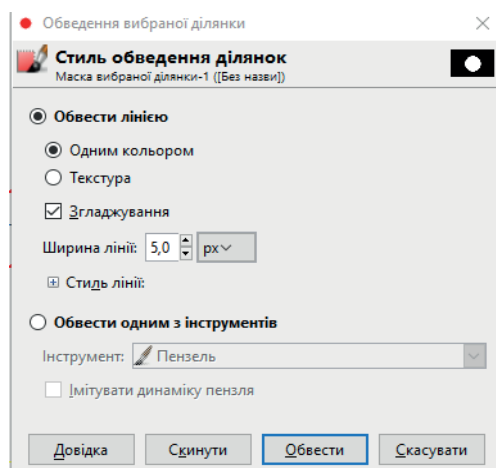 Обведення вибраної ділянки
Стиль обведення ділянок
Маска вибраної ділянки-1 ([Без назви])
Обвести лінією
Одним кольором
Текстура
Згладжування
Ширина лінії: 5,0 px
Стиль лінії:
Обвести одним з інструментів
Інструмент: Пензель
Імітувати динаміку пензля
Довідка Скинути Обвести Скасувати